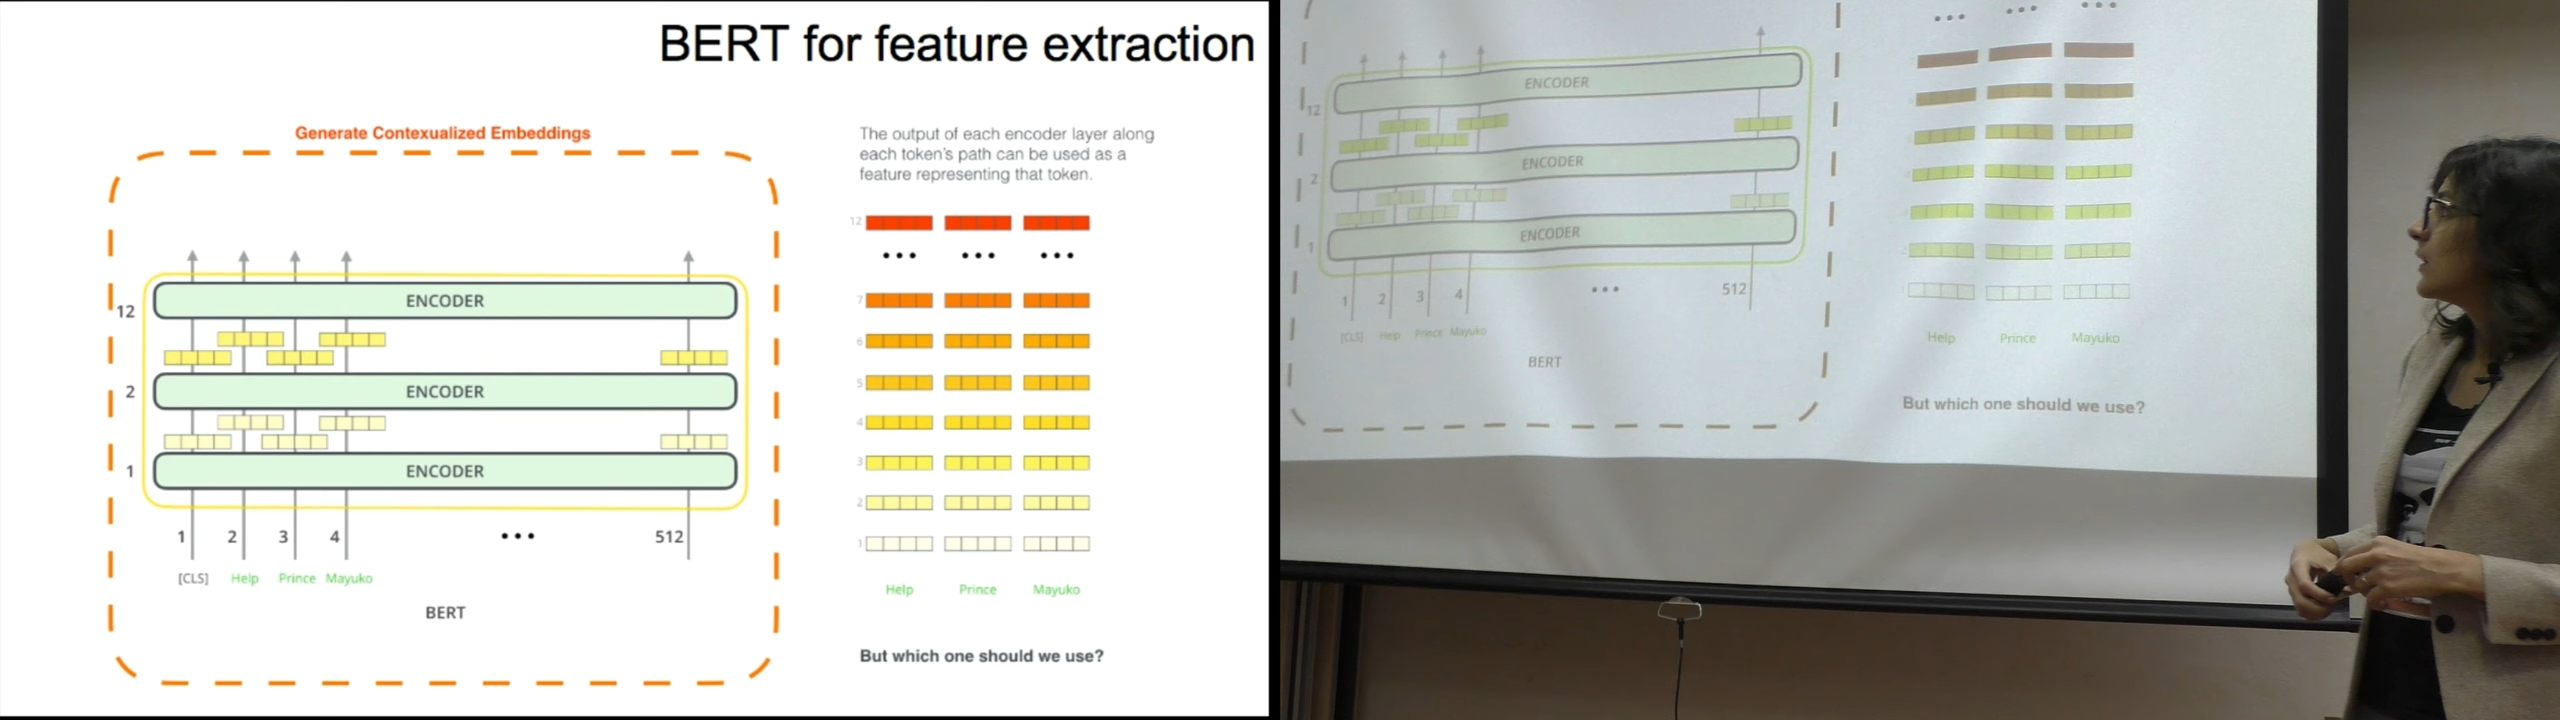 BERT for feature extraction
Generate Contexualized Embeddings
12
ENCODER
2
ENCODER
1
ENCODER
1 2 3 4 ••• 512
[CLS] Help Prince Mayuko
BERT
The output of each encoder layer along
each token's path can be used as a
feature representing that token.
12
••• ••• •••
7
6
5
4
3
2
1
Help Prince Mayuko
But which one should we use?
••• ••• •••
12
ENCODER
2
ENCODER
1
ENCODER
1 2 3 4 ••• 512
[CLS] Help Prince Mayuko
BERT
Help Prince Mayuko
But which one should we use?